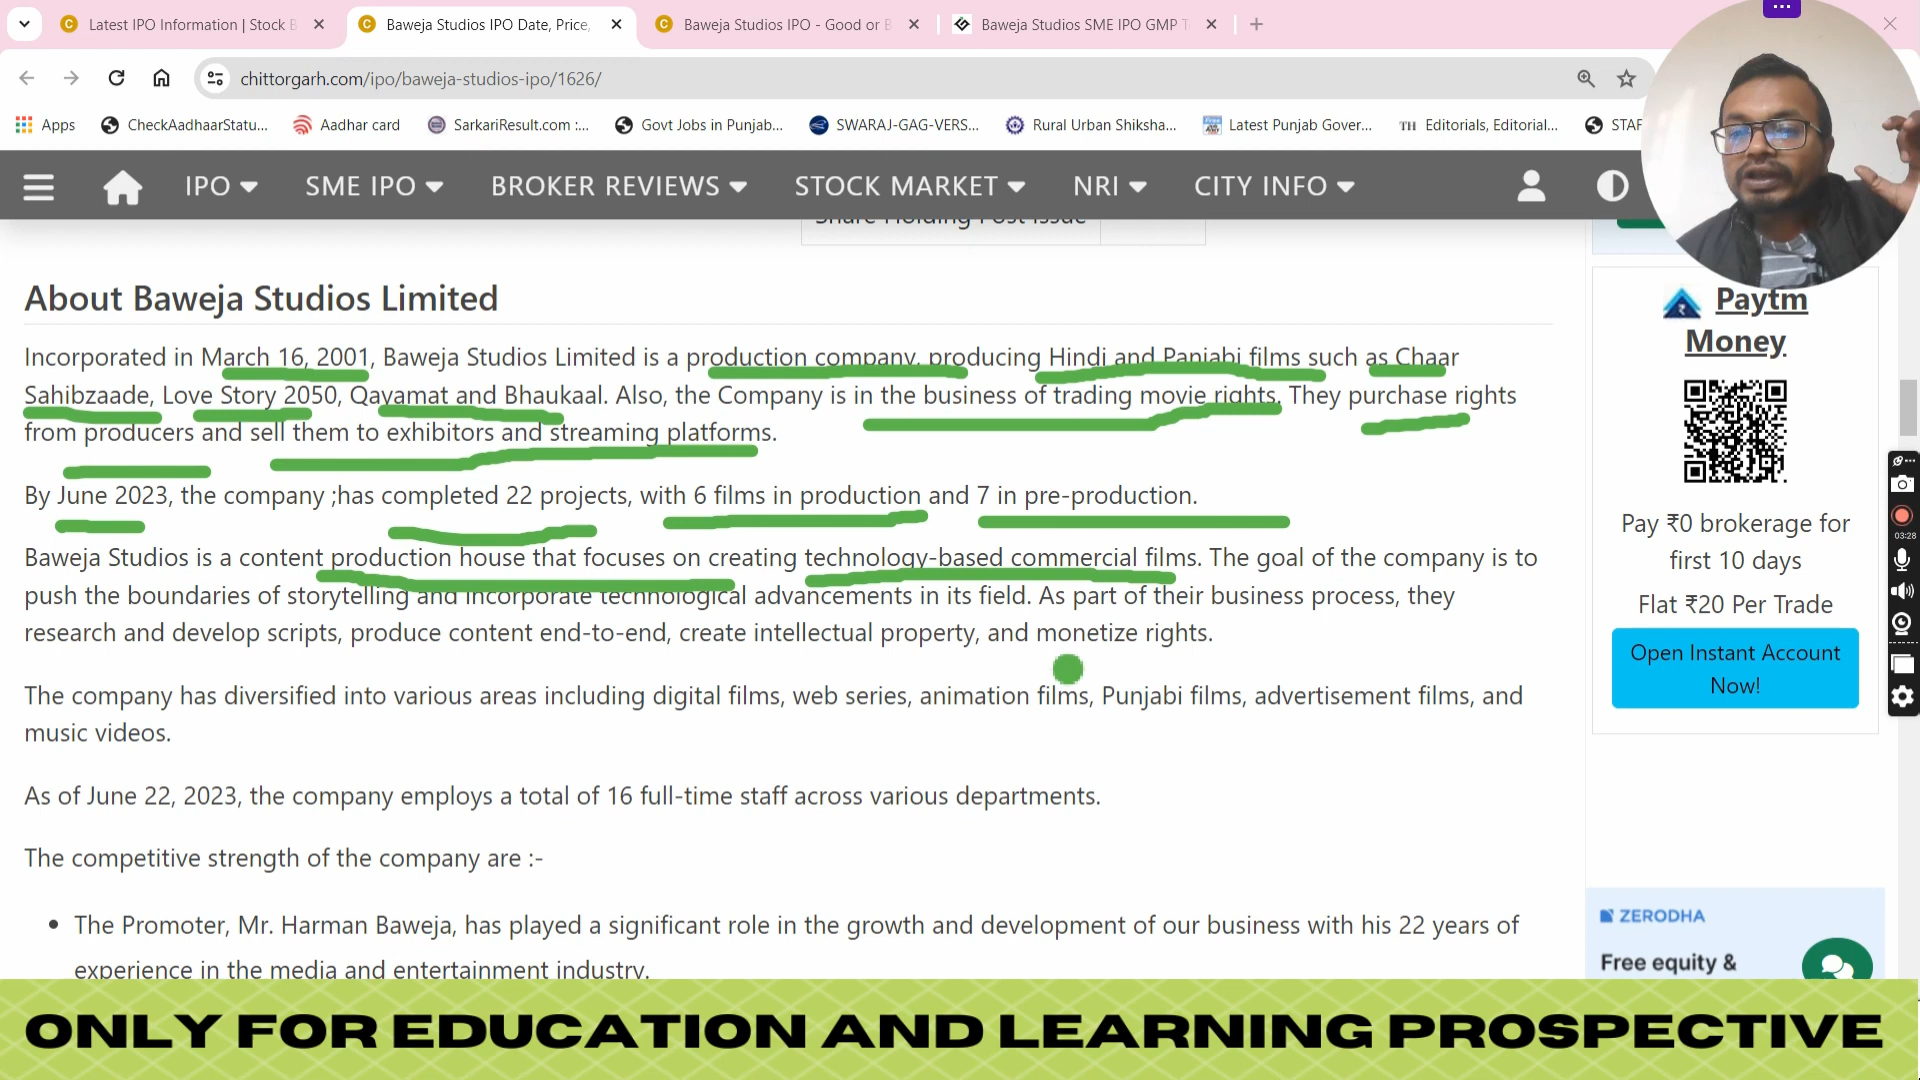 Latest IPO Information | Stock B
Baweja Studios IPO Date, Price,
Baweja Studios IPO - Good or B
Baweja Studios SME IPO GMP T
chittorgarh.com/ipo/baweja-studios-ipo/1626/
Apps
CheckAadhaarStatu...
Aadhar card
SarkariResult.com :...
Govt Jobs in Punjab...
SWARAJ-GAG-VERS...
Rural Urban Shiksha...
Latest Punjab Gover...
TH Editorials, Editorial...
STAF
IPO
SME IPO
BROKER REVIEWS
STOCK MARKET
NRI
CITY INFO
Share Holding Post Issue
About Baweja Studios Limited
Incorporated in March 16, 2001, Baweja Studios Limited is a production company, producing Hindi and Panjabi films such as Chaar
Sahibzaade, Love Story 2050, Qayamat and Bhaukaal. Also, the Company is in the business of trading movie rights. They purchase rights
from producers and sell them to exhibitors and streaming platforms.
By June 2023, the company ;has completed 22 projects, with 6 films in production and 7 in pre-production.
Baweja Studios is a content production house that focuses on creating technology-based commercial films. The goal of the company is to
push the boundaries of storytelling and incorporate technological advancements in its field. As part of their business process, they
research and develop scripts, produce content end-to-end, create intellectual property, and monetize rights.
The company has diversified into various areas including digital films, web series, animation films, Punjabi films, advertisement films, and
music videos.
As of June 22, 2023, the company employs a total of 16 full-time staff across various departments.
The competitive strength of the company are :-
• The Promoter, Mr. Harman Baweja, has played a significant role in the growth and development of our business with his 22 years of
experience in the media and entertainment industry.
Paytm
Money
Pay ₹0 brokerage for
first 10 days
Flat ₹20 Per Trade
Open Instant Account
Now!
03:28
ZERODHA
Free equity &
ONLY FOR EDUCATION AND LEARNING PROSPECTIVE